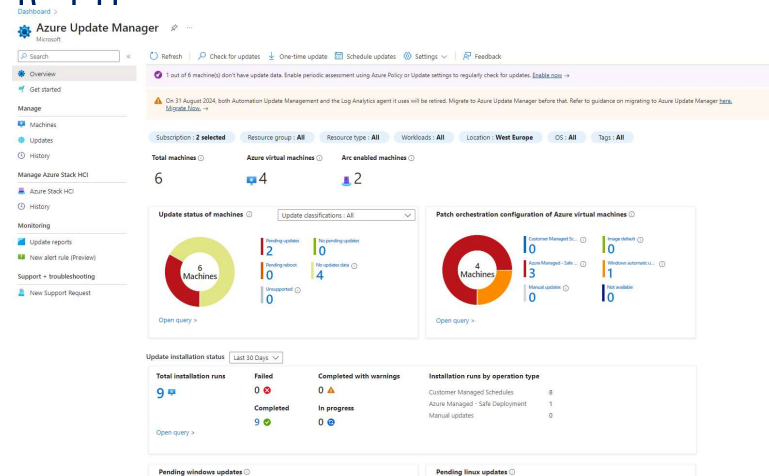 Dashboard >
Azure Update Manager
Microsoft
Search
Refresh
Check for updates
One-time update
Schedule updates
Settings
Feedback
Overview
Get started
Manage
Machines
Updates
History
Manage Azure Stack HCI
Azure Stack HCI
History
Monitoring
Update reports
New alert rule (Preview)
Support + troubleshooting
New Support Request
1 out of 6 machine(s) don't have update data. Enable periodic assessment using Azure Policy or Update settings to regularly check for updates. Enable now →
On 31 August 2024, both Automation Update Management and the Log Analytics agent it uses will be retired. Migrate to Azure Update Manager before that. Refer to guidance on migrating to Azure Update Manager here.
Migrate Now. →
Subscription : 2 selected
Resource group : All
Resource type : All
Workloads : All
Location : West Europe
OS : All
Tags : All
Total machines
6
Azure virtual machines
4
Arc enabled machines
2
Update status of machines
Update classifications : All
6
Machines
Pending updates
2
No pending updates
0
Pending reboot
0
No updates data
4
Unsupported
0
Open query >
Patch orchestration configuration of Azure virtual machines
4
Machines
Customer Managed Sc...
0
Image default
0
Azure Managed - Safe ...
3
Windows automatic u...
1
Manual updates
0
Not available
0
Open query >
Update installation status
Last 30 Days
Total installation runs
9
Failed
0
Completed with warnings
0
Completed
9
In progress
0
Open query >
Installation runs by operation type
Customer Managed Schedules 8
Azure Managed - Safe Deployment 1
Manual updates 0
Pending windows updates
Pending linux updates